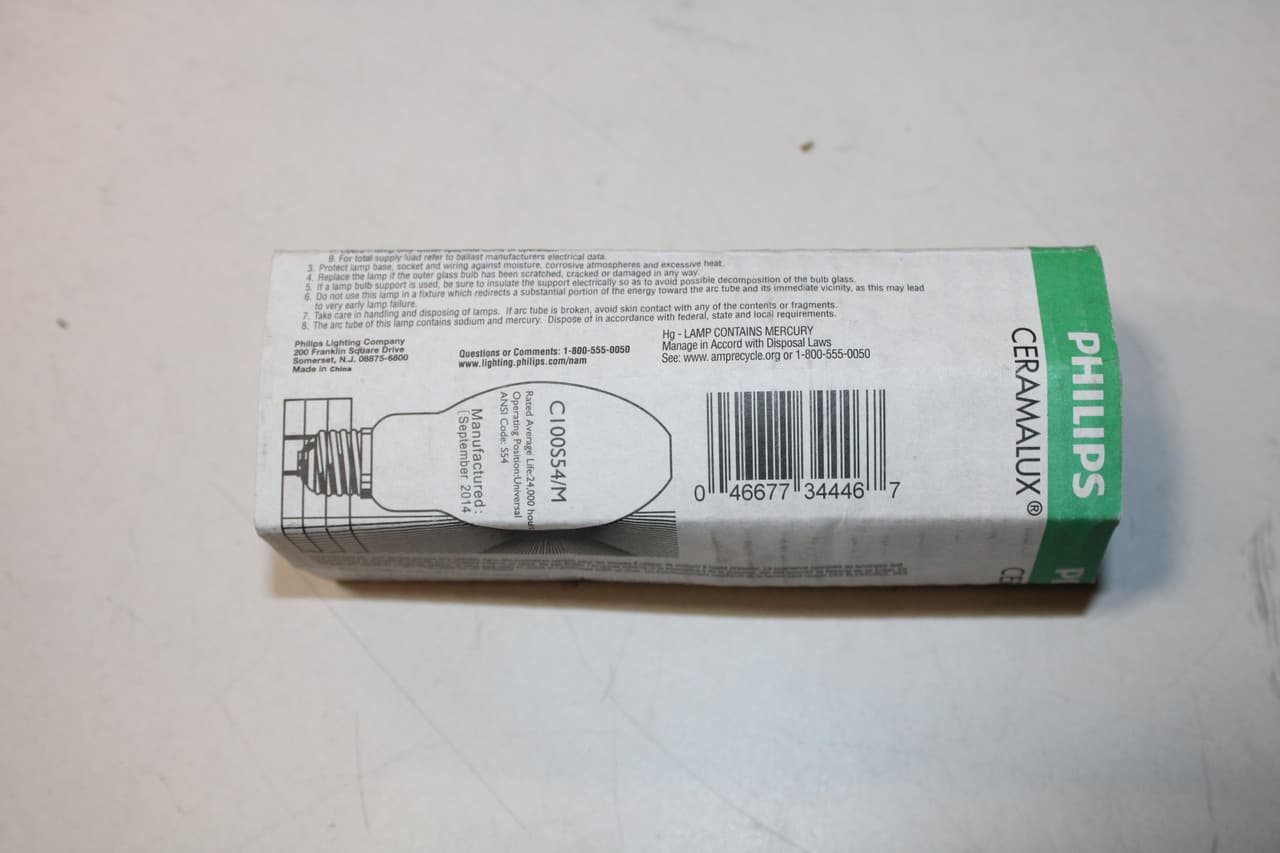 B. For total supply load refer to ballast manufacturers electrical data.
3. Protect lamp base, socket and wiring against moisture, corrosive atmospheres and excessive heat.
4. Replace the lamp if the outer glass bulb has been scratched, cracked or damaged in any way.
5. If a lamp bulb support is used, be sure to insulate the support electrically so as to avoid possible decomposition of the bulb glass.
6. Do not use this lamp in a fixture which redirects a substantial portion of the energy toward the arc tube and its immediate vicinity, as this may lead
to very early lamp failure.
7. Take care in handling and disposing of lamps. If arc tube is broken, avoid skin contact with any of the contents or fragments.
8. The arc tube of this lamp contains sodium and mercury. Dispose of in accordance with federal, state and local requirements.
Philips Lighting Company
200 Franklin Square Drive
Somerset, N.J. 08875-6800
Made in China
Questions or Comments: 1-800-555-0050
www.lighting.philips.com/nam
Hg - LAMP CONTAINS MERCURY
Manage in Accord with Disposal Laws
See: www. amprecycle.org or 1-800-555-0050
C100S54/M
Rated Average Life:24,000 hou
Operating Position:Universal
ANSI Code: S54
Manufactured:
September 2014
0 46677 34446 7
PHILIPS
CERAMALUX®
P
CE